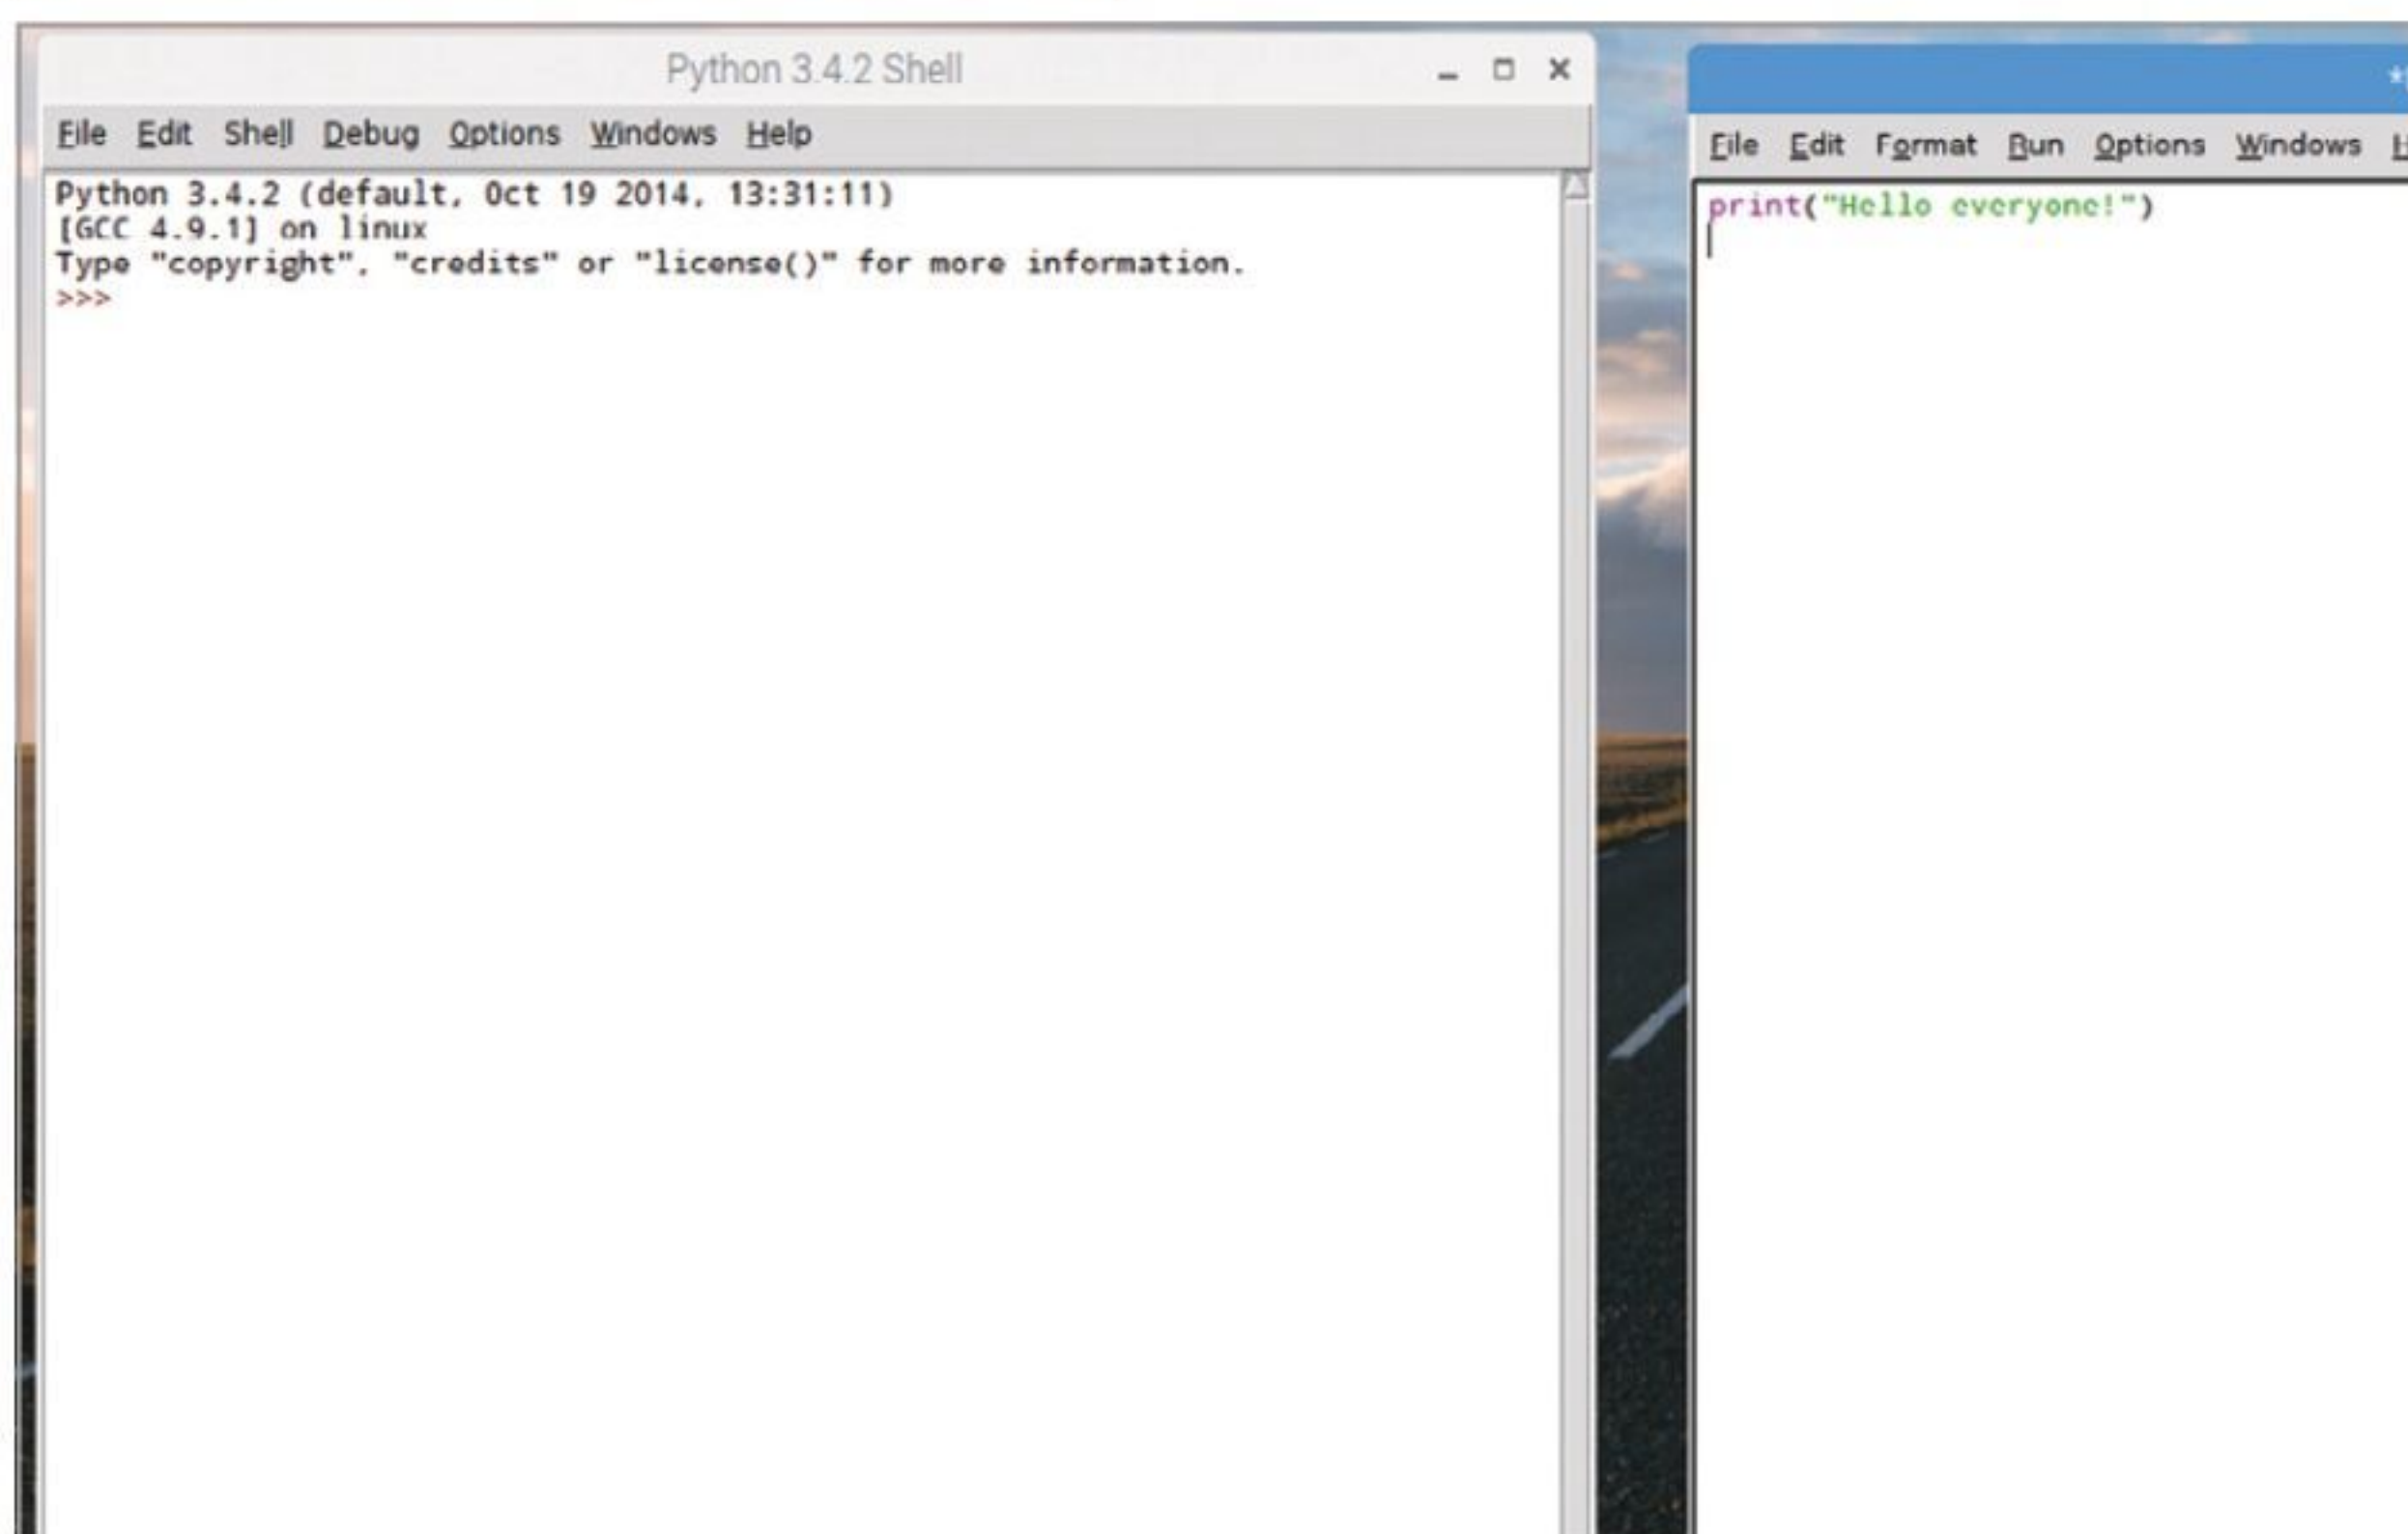 Python 3.4.2 Shell
File Edit Shell Debug Options Windows Help
Python 3.4.2 (default, Oct 19 2014, 13:31:11)
[GCC 4.9.1] on linux
Type "copyright", "credits" or "license()" for more information.
>>>
File Edit Format Run Options Windows
print("Hello everyone!")